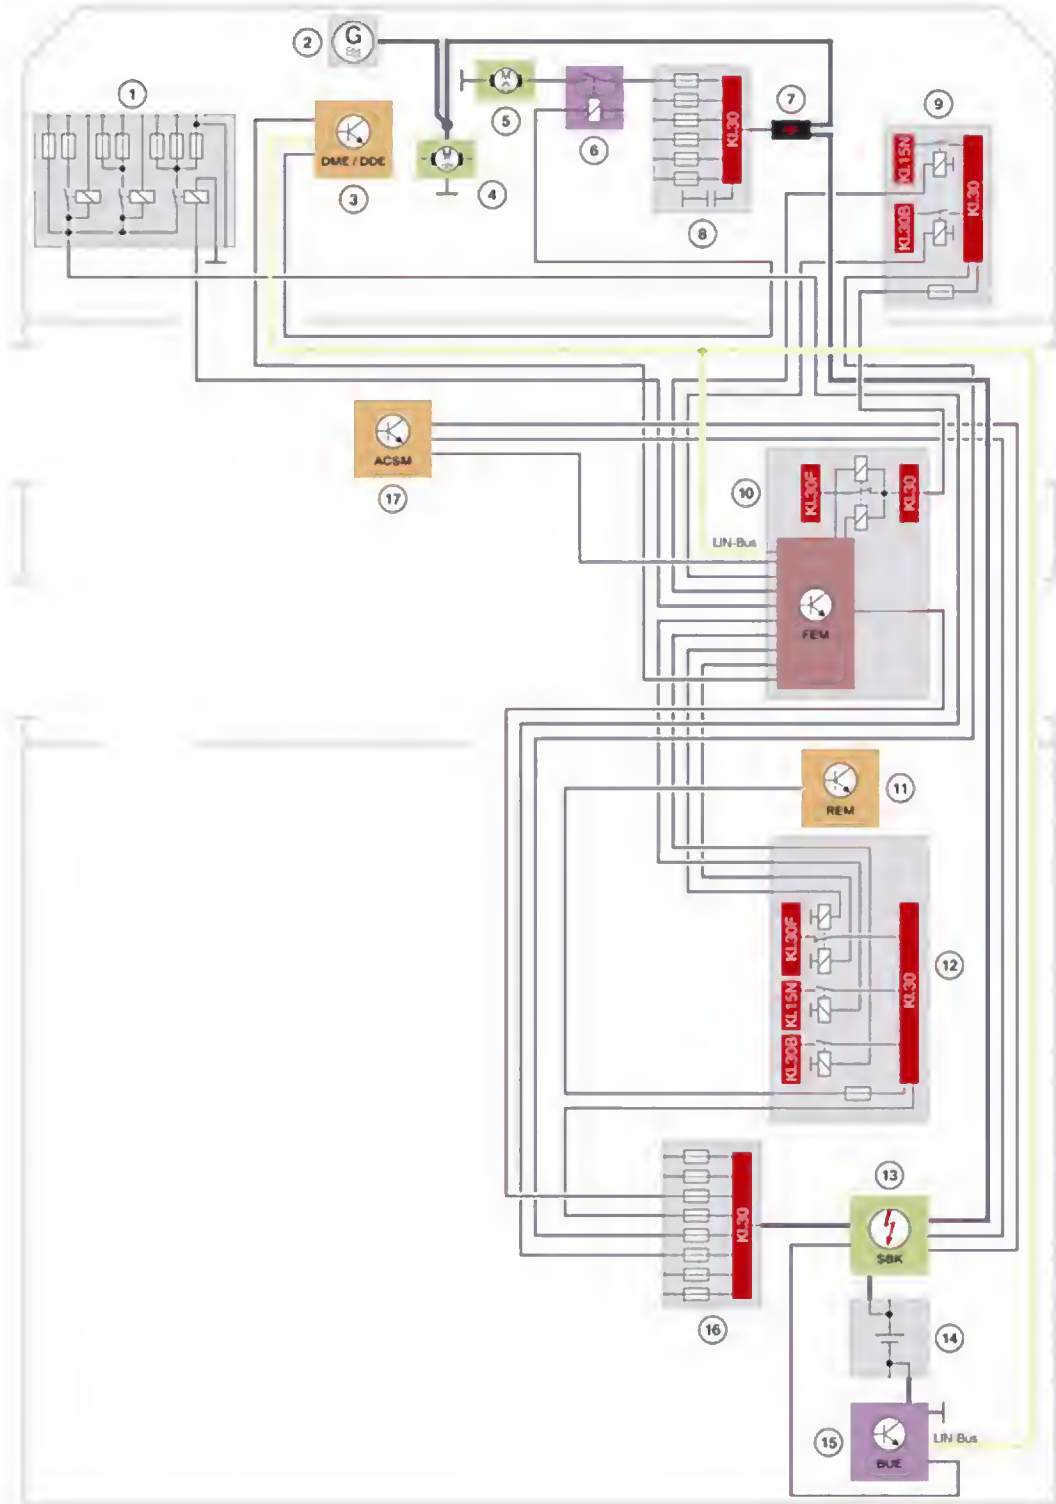 2
G
1
M
5
6
KL30
7
9
KL15N
KL30
KL30B
DME / DDE
3
M
4
8
ACSM
17
10
KL30F
KL30
LIN-Bus
FEM
REM
11
KL30F
KL15N
KL30B
KL30
12
KL30
16
13
SBK
14
15
BUE
LIN-Bus